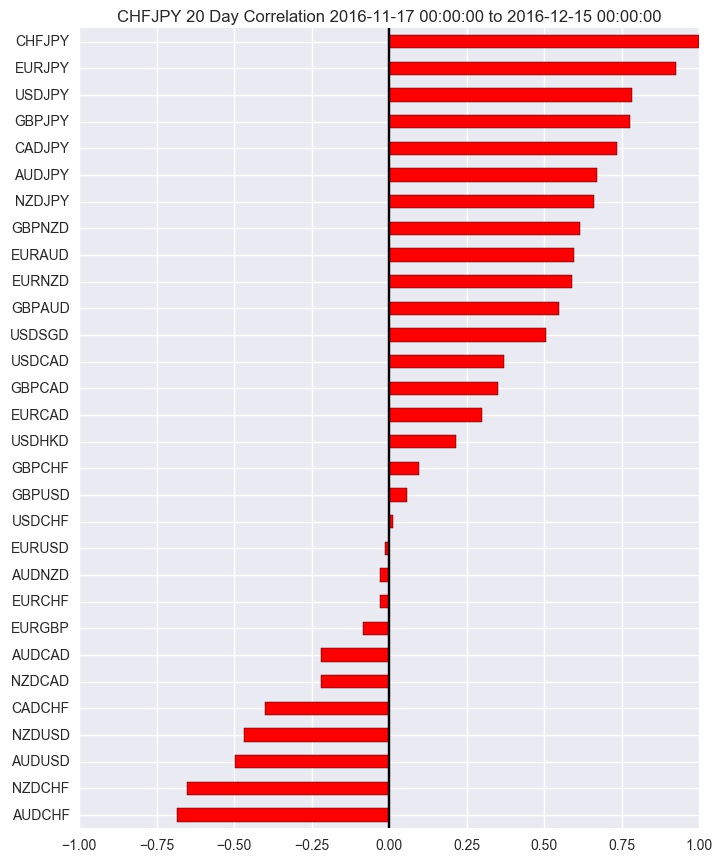 CHFJPY 20 Day Correlation 2016-11-17 00:00:00 to 2016-12-15 00:00:00
CHFJPY
EURJPY
USDJPY
GBPJPY
CADJPY
AUDJPY
NZDJPY
GBPNZD
EURAUD
EURNZD
GBPAUD
USDSGD
USDCAD
GBPCAD
EURCAD
USDHKD
GBPCHF
GBPUSD
USDCHF
EURUSD
AUDNZD
EURCHF
EURGBP
AUDCAD
NZDCAD
CADCHF
NZDUSD
AUDUSD
NZDCHF
AUDCHF
−1.00 −0.75 −0.50 −0.25 0.00 0.25 0.50 0.75 1.00